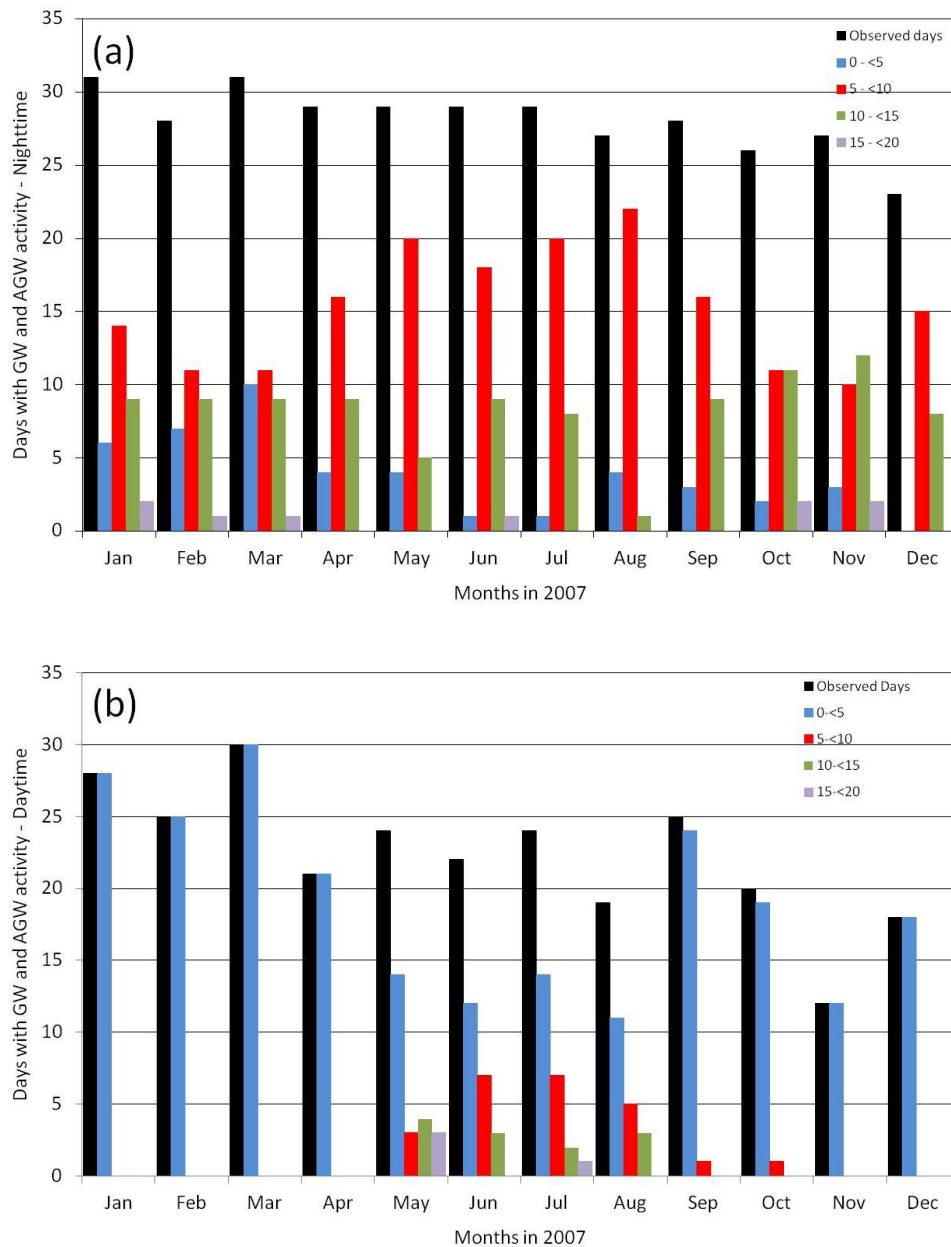 (a)
Days with GW and AGW activity - Nighttime
35
30
25
20
15
10
5
0
Observed days
0 - <5
5 - <10
10 - <15
15 - <20
Jan Feb Mar Apr May Jun Jul Aug Sep Oct Nov Dec
Months in 2007
(b)
Days with GW and AGW activity - Daytime
35
30
25
20
15
10
5
0
Observed Days
0-<5
5-<10
10-<15
15-<20
Jan Feb Mar Apr May Jun Jul Aug Sep Oct Nov Dec
Months in 2007